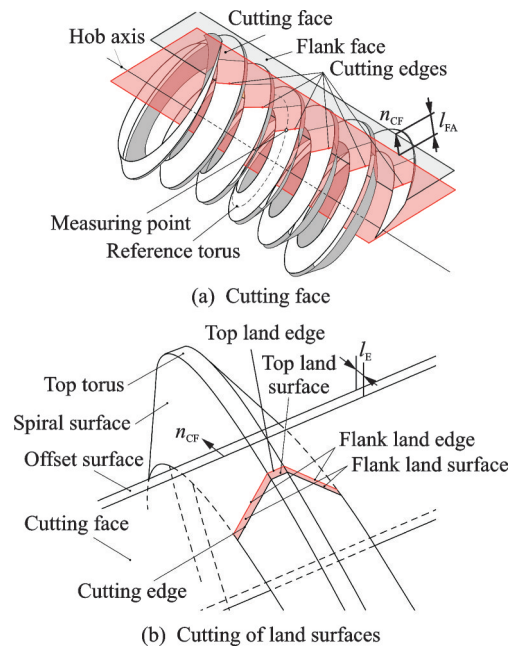 Cutting face
Hob axis
Flank face
Cutting edges
n_CF
l_FA
Measuring point
Reference torus
(a) Cutting face
Top land edge
l_E
Top land
surface
Top torus
Spiral surface
n_CF
Flank land edge
Flank land surface
Offset surface
Cutting face
Cutting edge
(b) Cutting of land surfaces